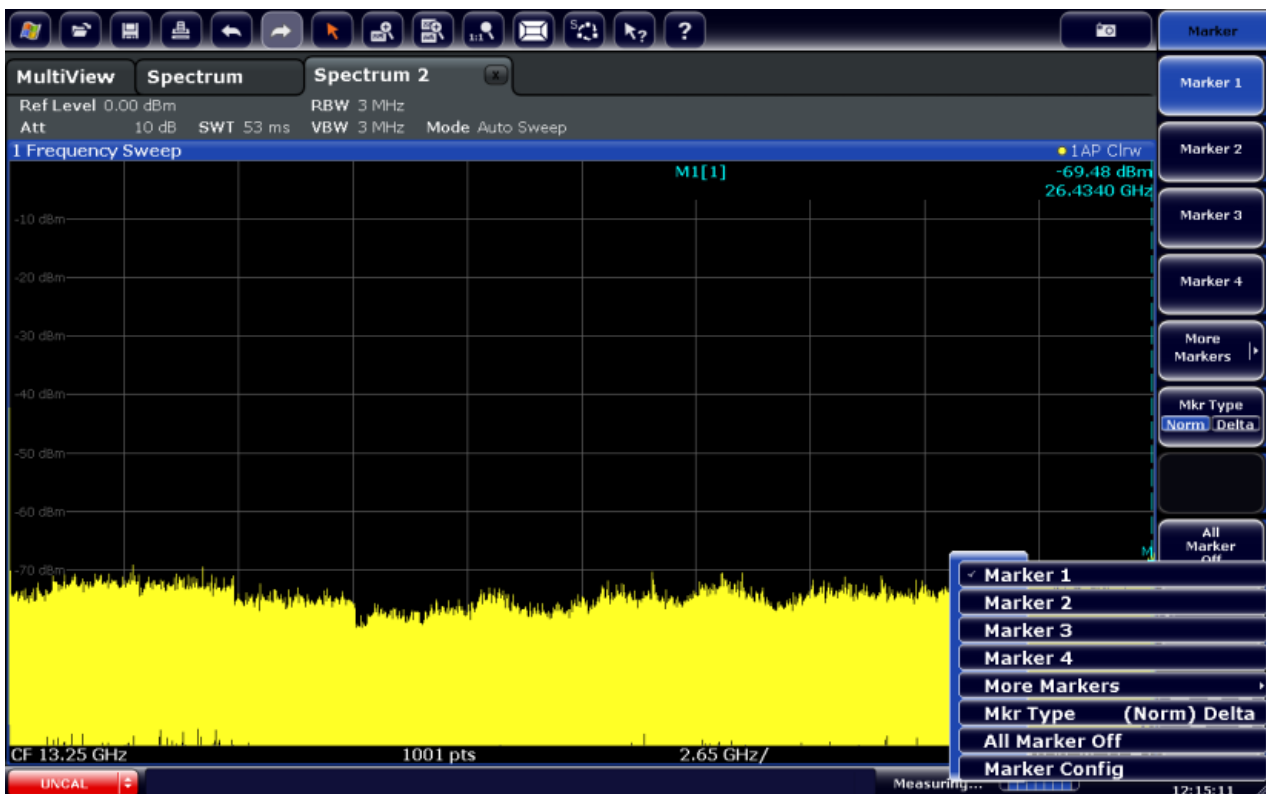 1:1
S
?
?
Marker
MultiView
Spectrum
Spectrum 2
x
Ref Level 0.00 dBm
RBW 3 MHz
Att 10 dB SWT 53 ms VBW 3 MHz Mode Auto Sweep
1 Frequency Sweep
1AP Clrw
M1[1]
-69.48 dBm
26.4340 GHz
-10 dBm
-20 dBm
-30 dBm
-40 dBm
-50 dBm
-60 dBm
-70 dBm
Marker 1
Marker 2
Marker 3
Marker 4
More
Markers
Mkr Type
Norm Delta
All
Marker
Off
Marker 1
Marker 2
Marker 3
Marker 4
More Markers
Mkr Type (Norm) Delta
All Marker Off
Marker Config
CF 13.25 GHz
1001 pts
2.65 GHz/
UNCAL
Measuring...
12:15:11